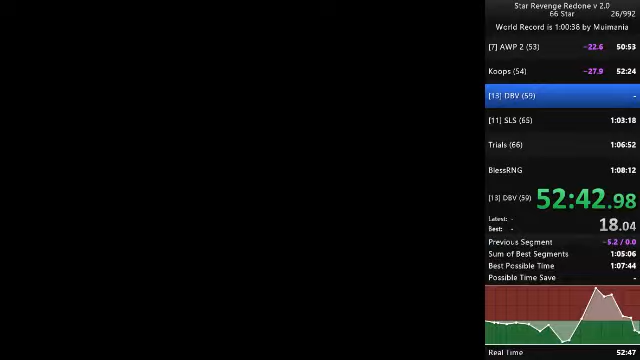 Star Revenge Redone v 2.0
66 Star 26/992
World Record is 1:00:38 by Muimania
[7] AWP 2 (53) −22.6 50:53
Koops (54) −27.9 52:24
[13] DBV (59) -
[11] SLS (65) 1:03:18
Trials (66) 1:06:52
BlessRNG 1:08:12
[13] DBV (59) 52:42.98
Latest: -
Best: - 18.04
Previous Segment −5.2 / 0.0
Sum of Best Segments 1:05:06
Best Possible Time 1:07:44
Possible Time Save -
Real Time 52:47